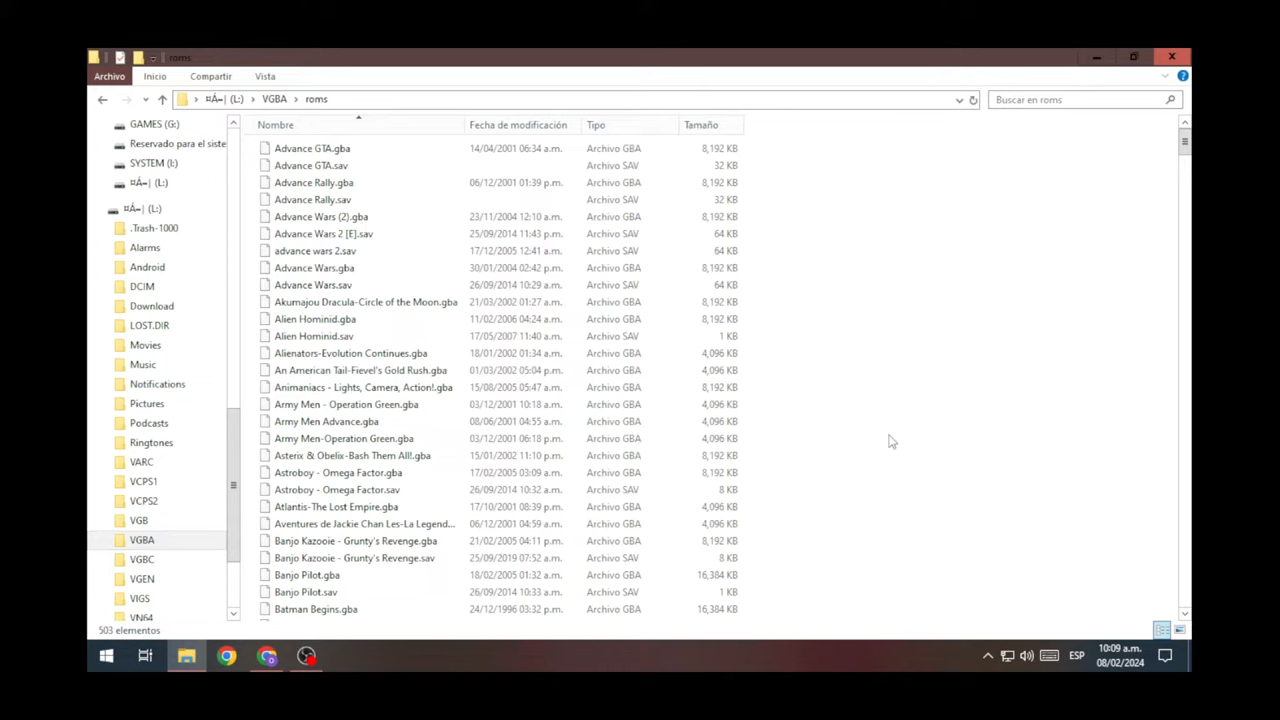 roms
Archivo Inicio Compartir Vista
¤Á═| (L:) > VGBA > roms
Buscar en roms
GAMES (G:)
Reservado para el siste
SYSTEM (I:)
¤Á═| (L:)
¤Á═| (L:)
.Trash-1000
Alarms
Android
DCIM
Download
LOST.DIR
Movies
Music
Notifications
Pictures
Podcasts
Ringtones
VARC
VCPS1
VCPS2
VGB
VGBA
VGBC
VGEN
VIGS
VN64
Nombre Fecha de modificación Tipo Tamaño
Advance GTA.gba 14/04/2001 06:34 a.m. Archivo GBA 8,192 KB
Advance GTA.sav Archivo SAV 32 KB
Advance Rally.gba 06/12/2001 01:39 p.m. Archivo GBA 8,192 KB
Advance Rally.sav Archivo SAV 32 KB
Advance Wars (2).gba 23/11/2004 12:10 a.m. Archivo GBA 8,192 KB
Advance Wars 2 [E].sav 25/09/2014 11:43 p.m. Archivo SAV 64 KB
advance wars 2.sav 17/12/2005 12:41 a.m. Archivo SAV 64 KB
Advance Wars.gba 30/01/2004 02:42 p.m. Archivo GBA 8,192 KB
Advance Wars.sav 26/09/2014 10:29 a.m. Archivo SAV 64 KB
Akumajou Dracula-Circle of the Moon.gba 21/03/2002 01:27 a.m. Archivo GBA 8,192 KB
Alien Hominid.gba 11/02/2006 04:24 a.m. Archivo GBA 8,192 KB
Alien Hominid.sav 17/05/2007 11:40 a.m. Archivo SAV 1 KB
Alienators-Evolution Continues.gba 18/01/2002 01:34 a.m. Archivo GBA 4,096 KB
An American Tail-Fievel's Gold Rush.gba 01/03/2002 05:04 p.m. Archivo GBA 4,096 KB
Animaniacs - Lights, Camera, Action!.gba 15/08/2005 05:47 a.m. Archivo GBA 8,192 KB
Army Men - Operation Green.gba 03/12/2001 10:18 a.m. Archivo GBA 4,096 KB
Army Men Advance.gba 08/06/2001 04:55 a.m. Archivo GBA 4,096 KB
Army Men-Operation Green.gba 03/12/2001 06:18 p.m. Archivo GBA 4,096 KB
Asterix & Obelix-Bash Them All!.gba 15/01/2002 11:10 p.m. Archivo GBA 8,192 KB
Astroboy - Omega Factor.gba 17/02/2005 03:09 a.m. Archivo GBA 8,192 KB
Astroboy - Omega Factor.sav 26/09/2014 10:32 a.m. Archivo SAV 8 KB
Atlantis-The Lost Empire.gba 17/10/2001 08:39 p.m. Archivo GBA 4,096 KB
Aventures de Jackie Chan Les-La Legend... 06/12/2001 04:59 a.m. Archivo GBA 4,096 KB
Banjo Kazooie - Grunty's Revenge.gba 21/02/2005 04:11 p.m. Archivo GBA 8,192 KB
Banjo Kazooie - Grunty's Revenge.sav 25/09/2019 07:52 a.m. Archivo SAV 8 KB
Banjo Pilot.gba 18/02/2005 01:32 a.m. Archivo GBA 16,384 KB
Banjo Pilot.sav 26/09/2014 10:33 a.m. Archivo SAV 1 KB
Batman Begins.gba 24/12/1996 03:32 p.m. Archivo GBA 16,384 KB
503 elementos
ESP
10:09 a.m.
08/02/2024